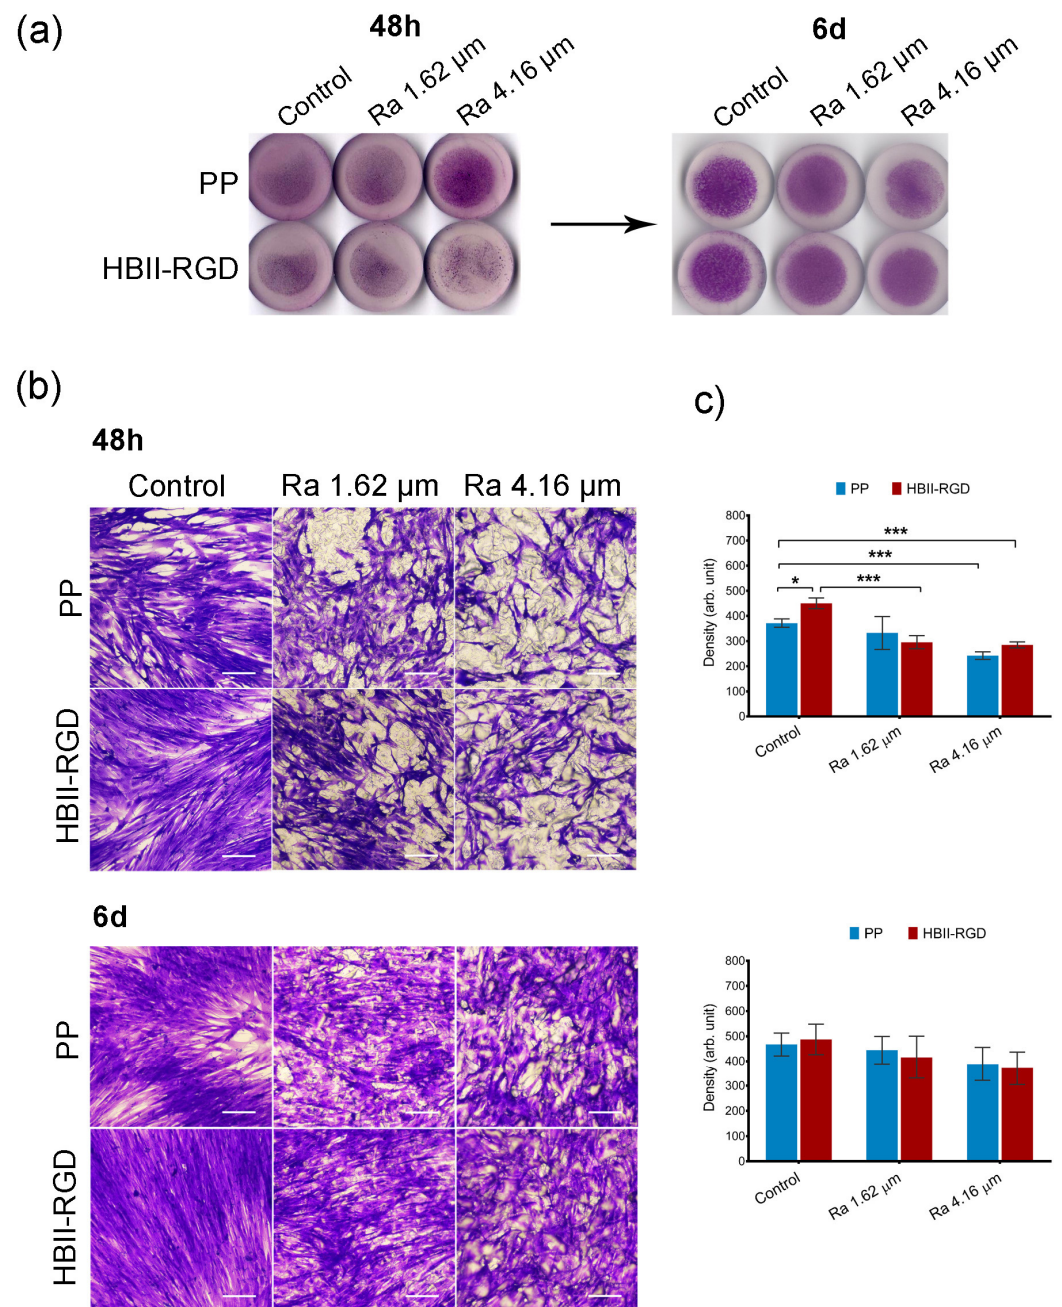 (a)
48h
6d
Control
Ra 1.62 µm
Ra 4.16 µm
Control
Ra 1.62 µm
Ra 4.16 µm
PP
HBII-RGD
(b)
c)
48h
Control
Ra 1.62 µm
Ra 4.16 µm
PP
HBII-RGD
PP
HBII-RGD
Density (arb. unit)
800
700
600
500
400
300
200
100
0
***
***
*
***
Control
Ra 1.62 µm
Ra 4.16 µm
6d
PP
HBII-RGD
PP
HBII-RGD
Density (arb. unit)
800
700
600
500
400
300
200
100
0
Control
Ra 1.62 µm
Ra 4.16 µm